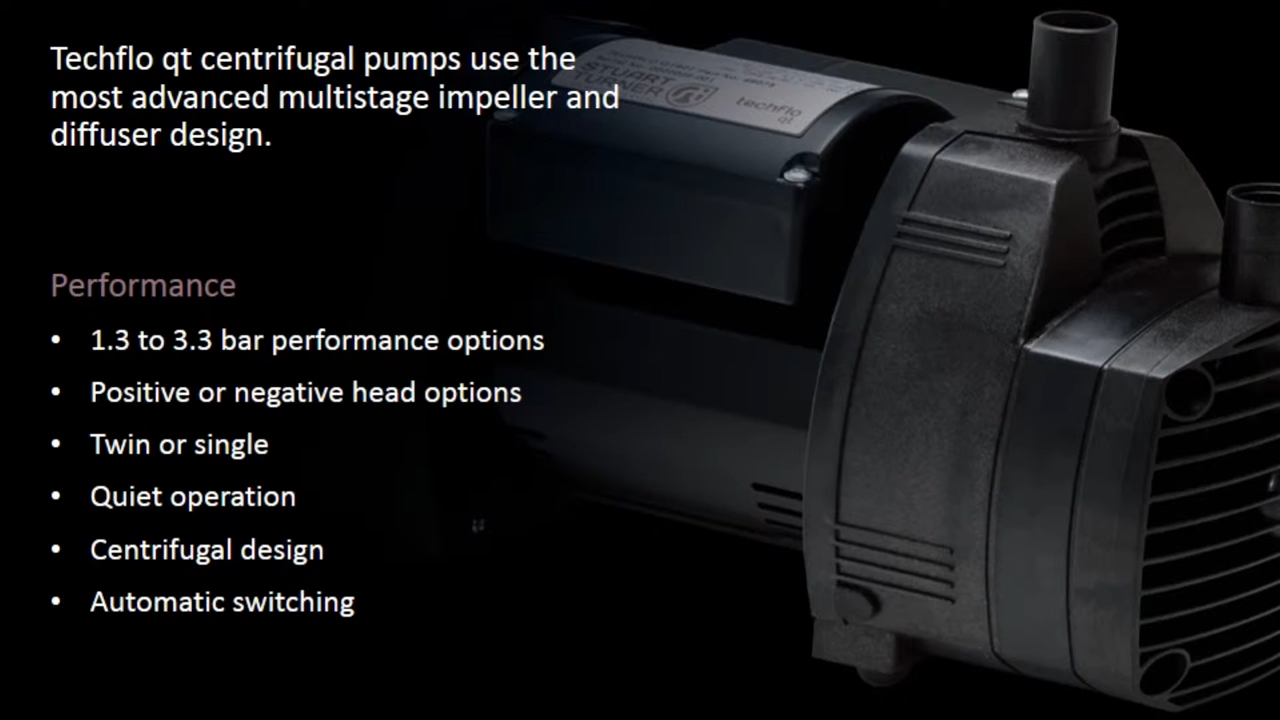 Techflo qt centrifugal pumps use the
most advanced multistage impeller and
diffuser design.
STUART
TURNER
techflo
qt
Performance
• 1.3 to 3.3 bar performance options
• Positive or negative head options
• Twin or single
• Quiet operation
• Centrifugal design
• Automatic switching